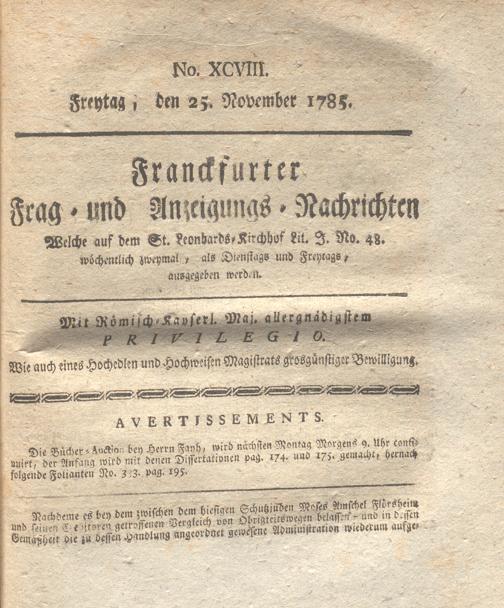 No. XCVIII.
Freytag, den 25. November 1785.
Franckfurter
Frag- und Anzeigungs-Nachrichten
Welche auf dem St. Leonhards-Kirchhof Lit. J. No. 48.
wöchentlich zweymal, als Dienstags und Freytags,
ausgegeben werden.
Mit Römisch-Kayserl. Maj. allergnädigstem
PRIVILEGIO.
Wie auch eines Hochedlen und Hochweisen Magistrats grosgünstiger Bewilligung.
AVERTISSEMENTS.
Die Bücher-Auction bey Herrn Fayh, wird nächsten Montag Morgens 9. Uhr conti-
nuirt, der Anfang wird mit denen Dissertationen pag. 174. und 175. gemacht, hernach
folgende Folianten No. pag. 195.
Nachdeme es bey dem zwischen dem hiesigen Schutzjuden Moses Amschel Flörsheim
und seinen Creditoren getroffenen Vergleich von Obrigkeitswegen belassen- und in dessen
Gemäßheit die zu dessen Handlung angeordnet gewesene Administration wiederum aufge-